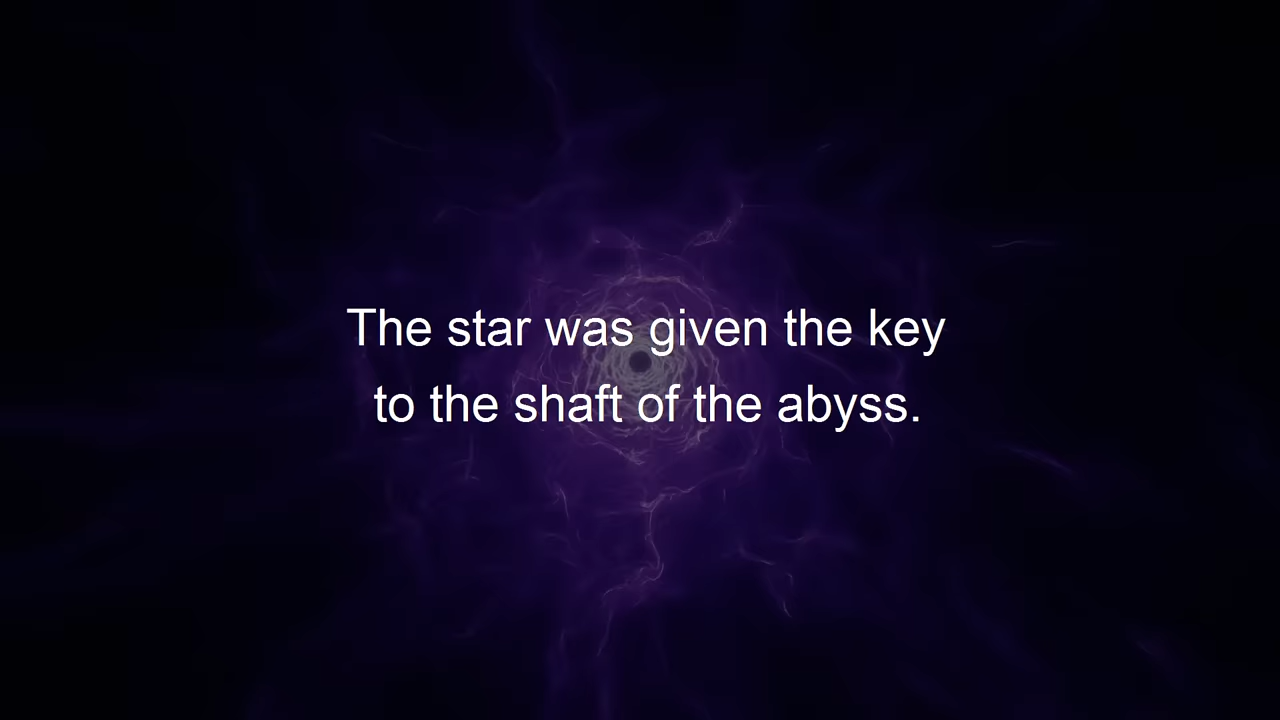 The star was given the key
to the shaft of the abyss.